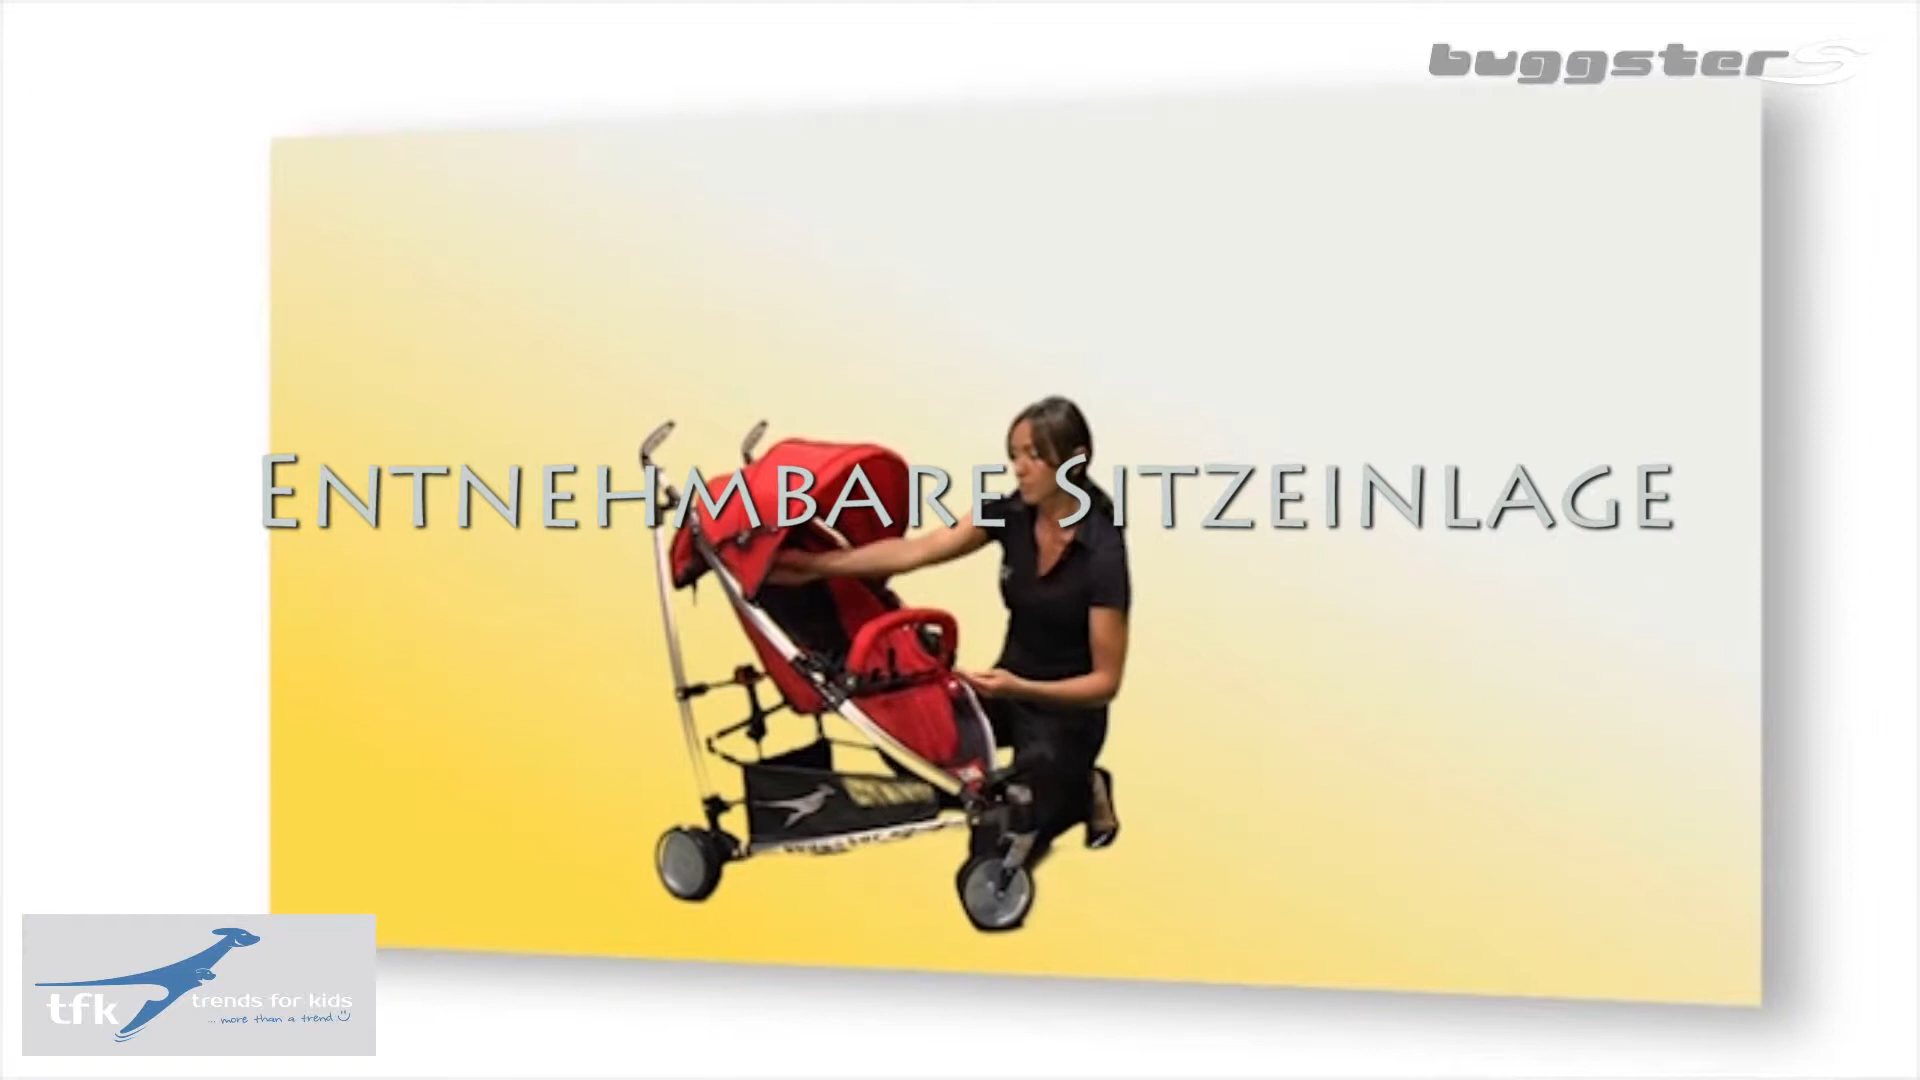 buggster S
Entnehmbare Sitzeinlage
tfk trends for kids
... more than a trend